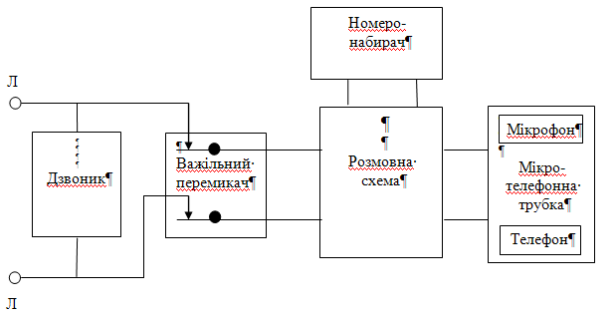 Номеро-
набирач¶
Л
Дзвоник¶
¶
Важільний·
перемикач¶
¶
¶
Розмовна·
схема¶
Мікрофон¶
¶
Мікро-
телефонна·
трубка¶
Телефон¶
Л